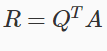 R = Q^T A